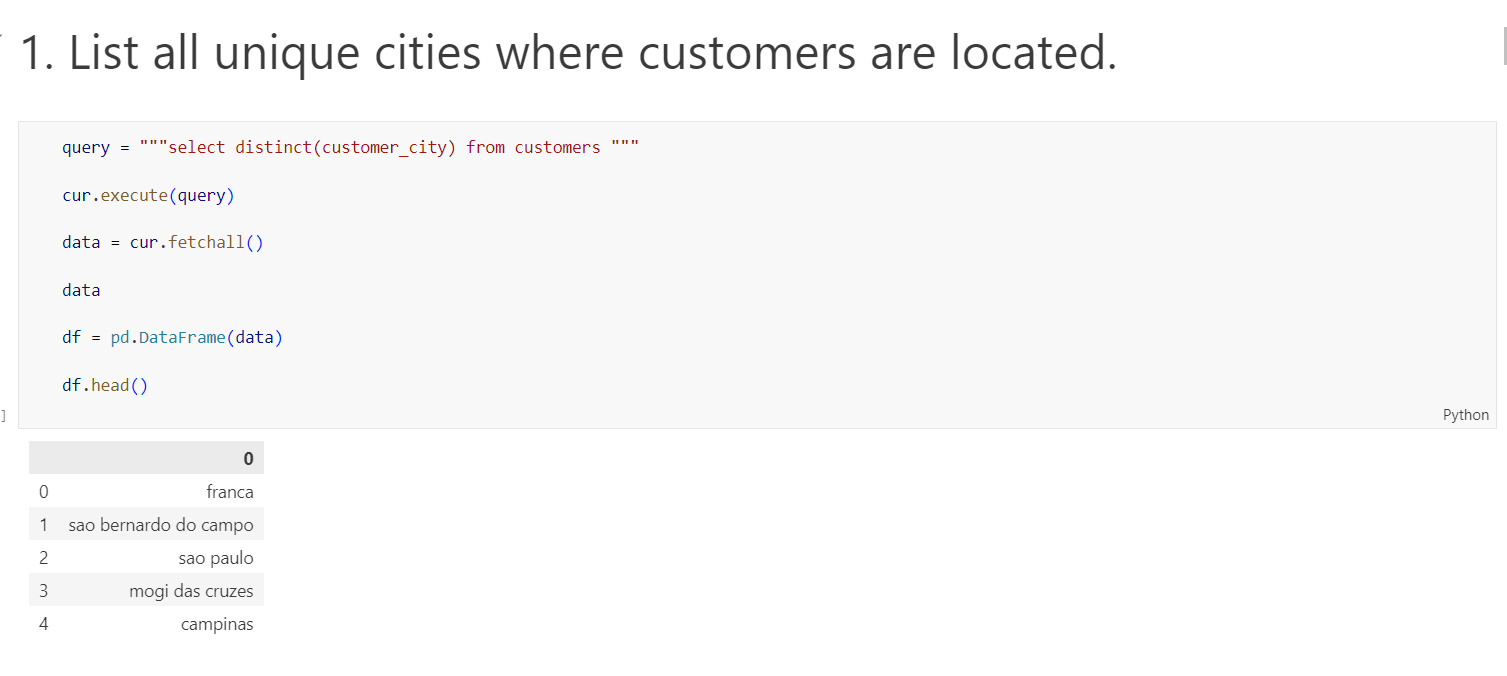 1. List all unique cities where customers are located.
query = """select distinct(customer_city) from customers """
cur.execute(query)
data = cur.fetchall()
data
df = pd.DataFrame(data)
df.head()
]
Python
0
0 franca
1 sao bernardo do campo
2 sao paulo
3 mogi das cruzes
4 campinas